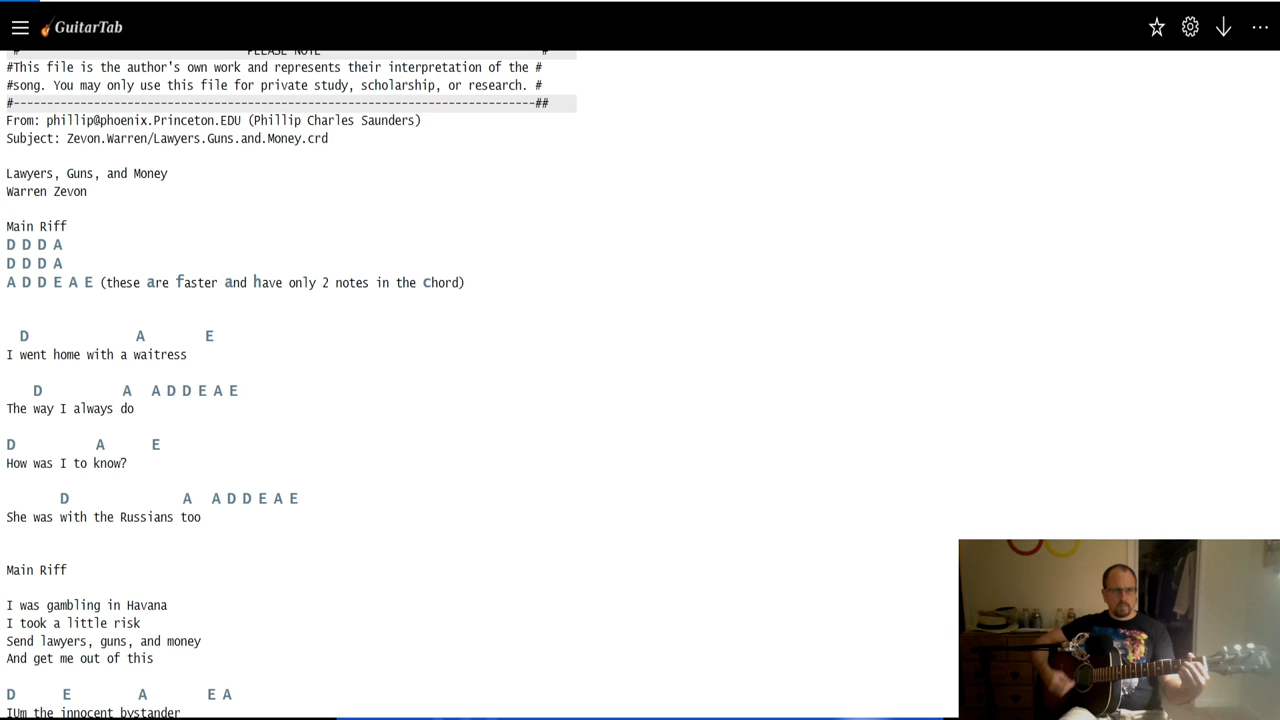 GuitarTab
# PLEASE NOTE #
#This file is the author's own work and represents their interpretation of the #
#song. You may only use this file for private study, scholarship, or research. #
#------------------------------------------------------------------------------##
From: phillip@phoenix.Princeton.EDU (Phillip Charles Saunders)
Subject: Zevon.Warren/Lawyers.Guns.and.Money.crd
Lawyers, Guns, and Money
Warren Zevon
Main Riff
D D D A
D D D A
A D D E A E (these are faster and have only 2 notes in the chord)
D A E
I went home with a waitress
D A A D D E A E
The way I always do
D A E
How was I to know?
D A A D D E A E
She was with the Russians too
Main Riff
I was gambling in Havana
I took a little risk
Send lawyers, guns, and money
And get me out of this
D E A E A
IUm the innocent bystander